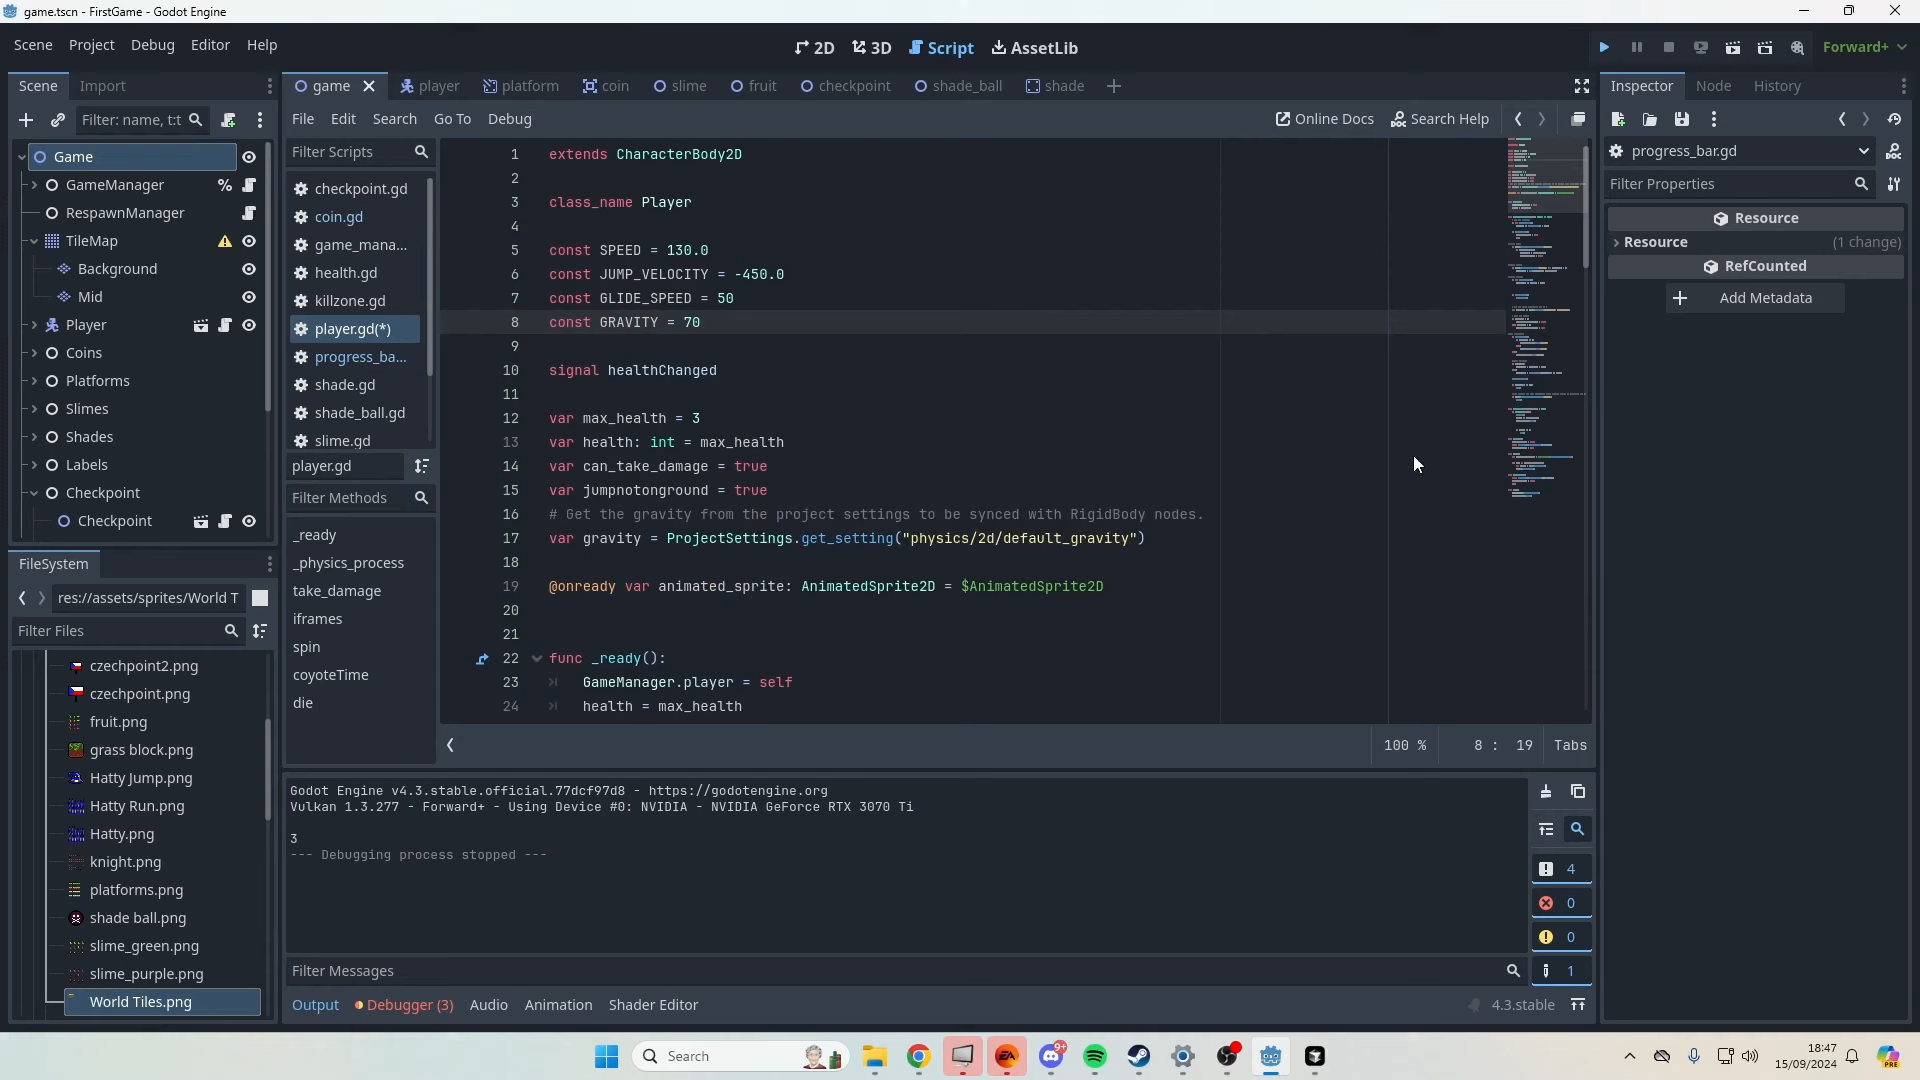 game.tscn - FirstGame - Godot Engine
Scene Project Debug Editor Help
2D 3D Script AssetLib
Forward+
Scene Import
game player platform coin slime fruit checkpoint shade_ball shade
Inspector Node History
Filter: name, t:t
File Edit Search Go To Debug
Online Docs Search Help
Game
GameManager
RespawnManager
TileMap
Background
Mid
Player
Coins
Platforms
Slimes
Shades
Labels
Checkpoint
Checkpoint
FileSystem
res://assets/sprites/World T
Filter Files
czechpoint2.png
czechpoint.png
fruit.png
grass block.png
Hatty Jump.png
Hatty Run.png
Hatty.png
knight.png
platforms.png
shade ball.png
slime_green.png
slime_purple.png
World Tiles.png
Filter Scripts
checkpoint.gd
coin.gd
game_mana...
health.gd
killzone.gd
player.gd(*)
progress_ba...
shade.gd
shade_ball.gd
slime.gd
player.gd
Filter Methods
_ready
_physics_process
take_damage
iframes
spin
coyoteTime
die
1 extends CharacterBody2D
2
3 class_name Player
4
5 const SPEED = 130.0
6 const JUMP_VELOCITY = -450.0
7 const GLIDE_SPEED = 50
8 const GRAVITY = 70
9
10 signal healthChanged
11
12 var max_health = 3
13 var health: int = max_health
14 var can_take_damage = true
15 var jumpnotonground = true
16 # Get the gravity from the project settings to be synced with RigidBody nodes.
17 var gravity = ProjectSettings.get_setting("physics/2d/default_gravity")
18
19 @onready var animated_sprite: AnimatedSprite2D = $AnimatedSprite2D
20
21
22 func _ready():
23 GameManager.player = self
24 health = max_health
100 % 8 : 19 Tabs
Godot Engine v4.3.stable.official.77dcf97d8 - https://godotengine.org
Vulkan 1.3.277 - Forward+ - Using Device #0: NVIDIA - NVIDIA GeForce RTX 3070 Ti
3
--- Debugging process stopped ---
4
0
0
1
Filter Messages
Output Debugger (3) Audio Animation Shader Editor
4.3.stable
progress_bar.gd
Filter Properties
Resource
Resource (1 change)
RefCounted
Add Metadata
Search
9+
18:47
15/09/2024
PRE